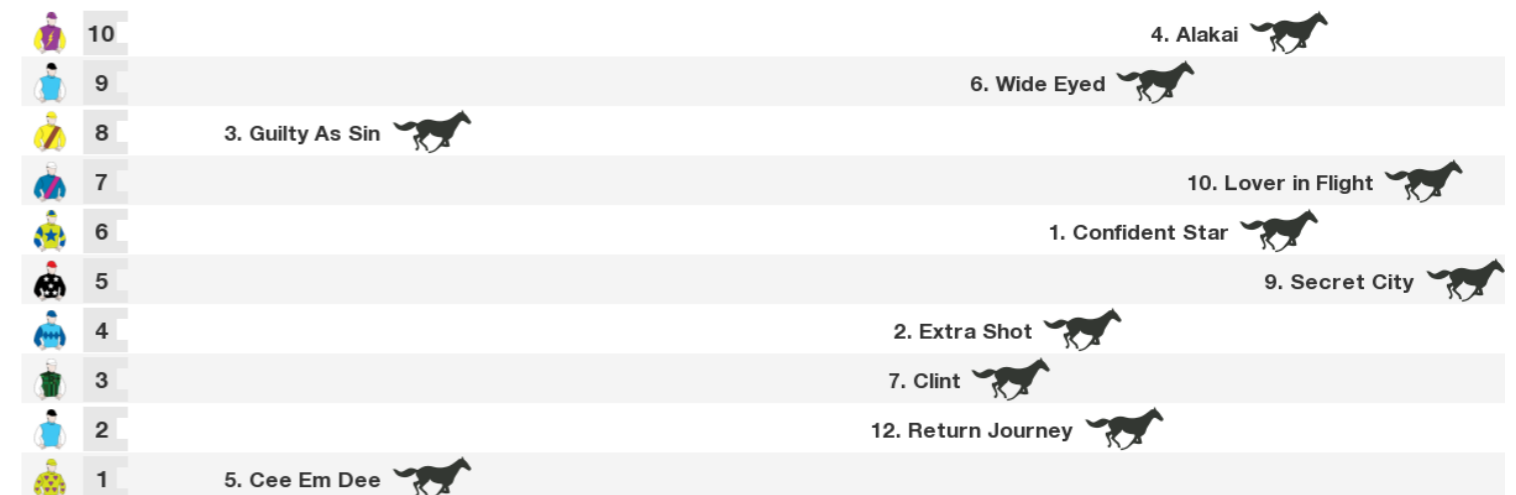 10 4. Alakai
9 6. Wide Eyed
8 3. Guilty As Sin
7 10. Lover in Flight
6 1. Confident Star
5 9. Secret City
4 2. Extra Shot
3 7. Clint
2 12. Return Journey
1 5. Cee Em Dee